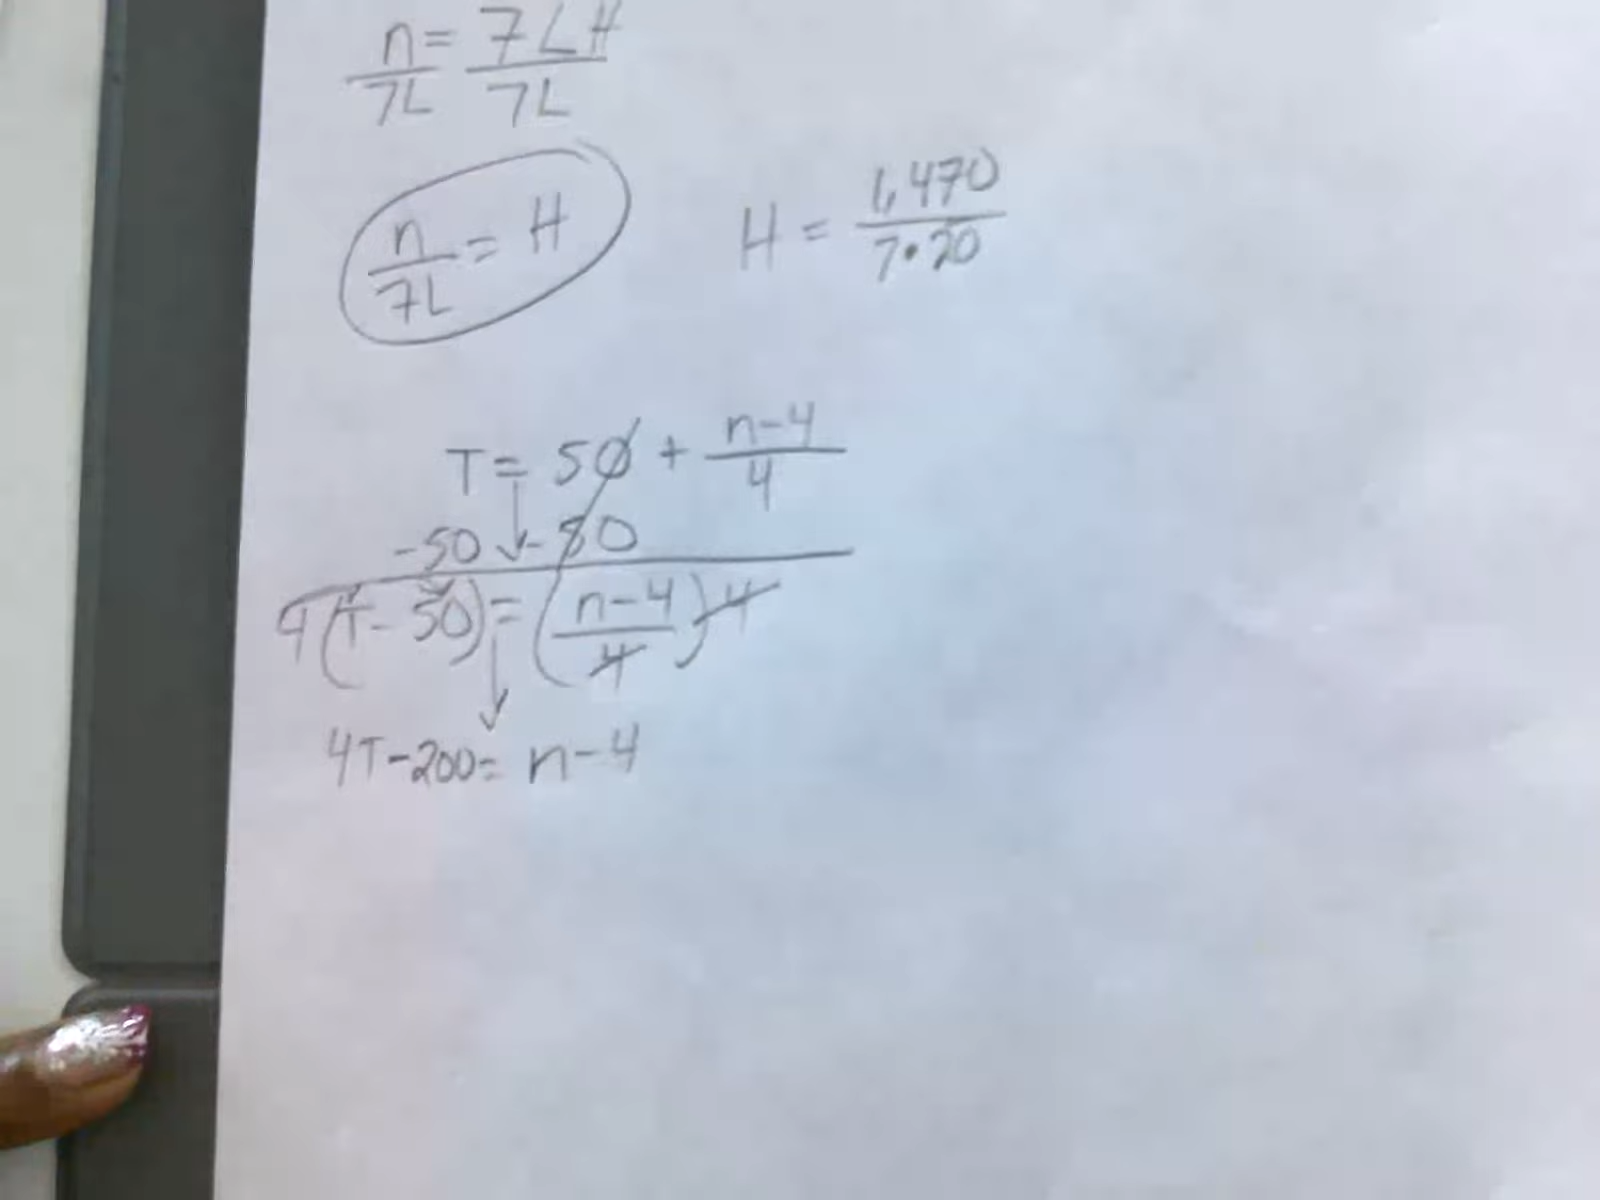 n = 7LH
7L 7L
n = H
7L
H = 1,470
7•20
T = 50 + n-4
4
-50 -50
4(T-50) = (n-4)4
4
4T-200 = n-4